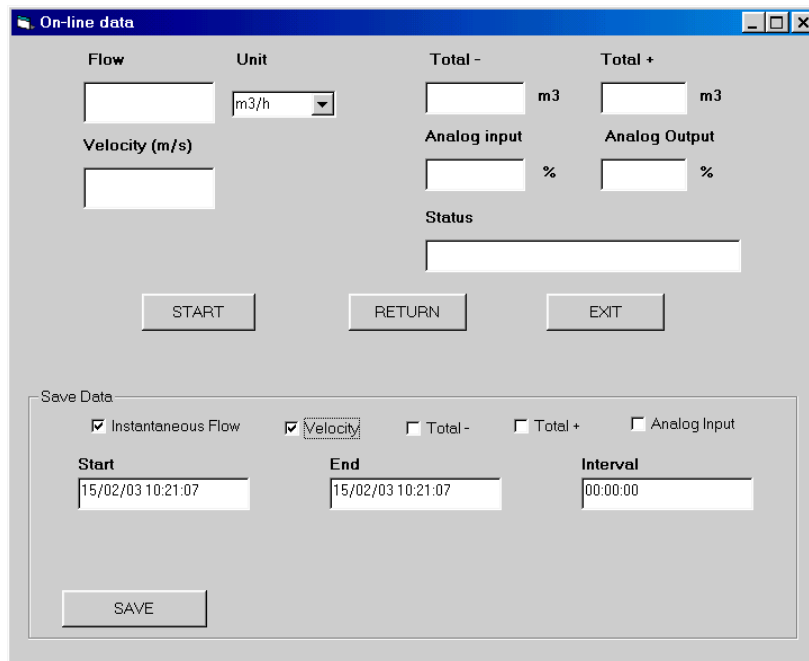 On-line data
Flow Unit Total - Total +
m3/h m3 m3
Velocity (m/s) Analog input Analog Output
% %
Status
START RETURN EXIT
Save Data
Instantaneous Flow Velocity Total - Total + Analog Input
Start End Interval
15/02/03 10:21:07 15/02/03 10:21:07 00:00:00
SAVE